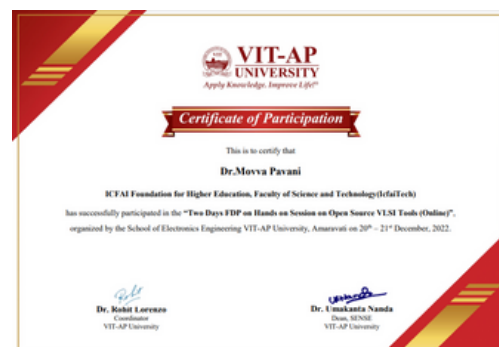 VIT-AP
UNIVERSITY
Apply Knowledge. Improve Life!®
Certificate of Participation
This is to certify that
Dr.Movva Pavani
ICFAI Foundation for Higher Education, Faculty of Science and Technology(IcfaiTech)
has successfully participated in the “Two Days FDP on Hands on Session on Open Source VLSI Tools (Online)”,
organized by the School of Electronics Engineering VIT-AP University, Amaravati on 20th – 21st December, 2022.
Dr. Rohit Lorenzo
Coordinator
VIT-AP University
Dr. Umakanta Nanda
Dean, SENSE
VIT-AP University